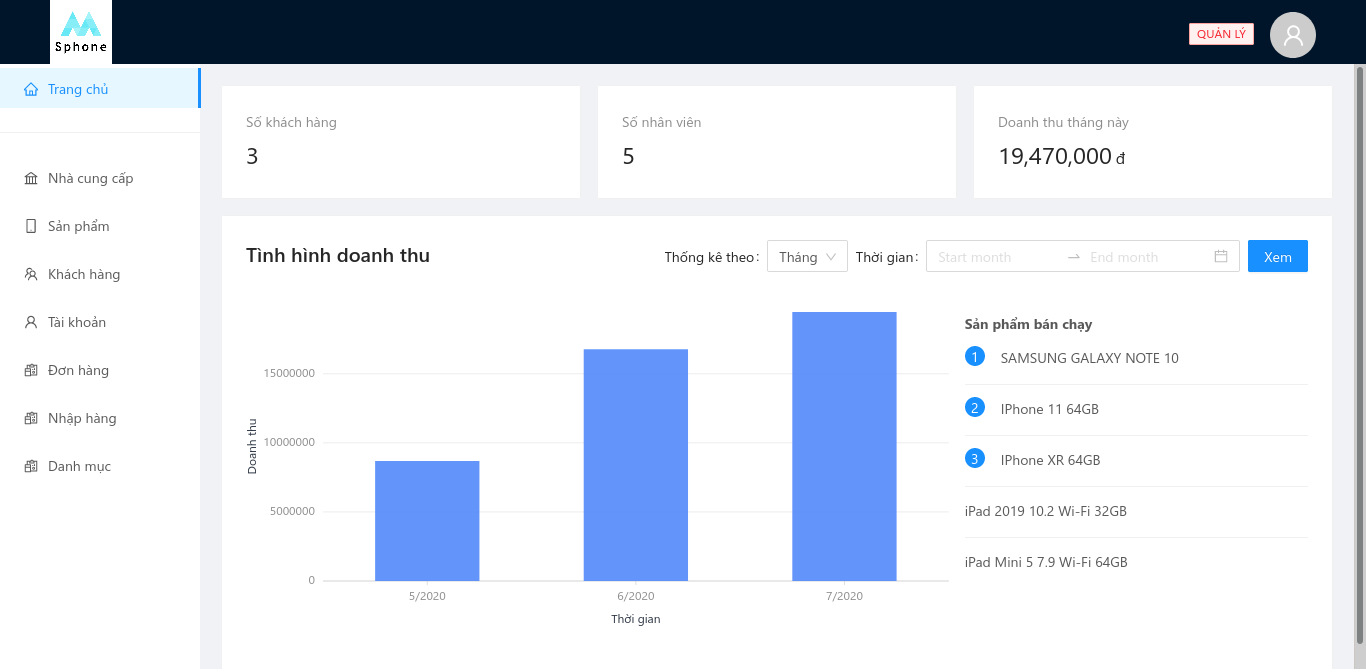 Sphone
QUẢN LÝ
Trang chủ
Nhà cung cấp
Sản phẩm
Khách hàng
Tài khoản
Đơn hàng
Nhập hàng
Danh mục
Số khách hàng
3
Số nhân viên
5
Doanh thu tháng này
19,470,000 đ
Tình hình doanh thu
Thống kê theo: Tháng Thời gian: Start month → End month Xem
Doanh thu
15000000
10000000
5000000
0
5/2020 6/2020 7/2020
Thời gian
Sản phẩm bán chạy
1 SAMSUNG GALAXY NOTE 10
2 IPhone 11 64GB
3 IPhone XR 64GB
iPad 2019 10.2 Wi-Fi 32GB
iPad Mini 5 7.9 Wi-Fi 64GB